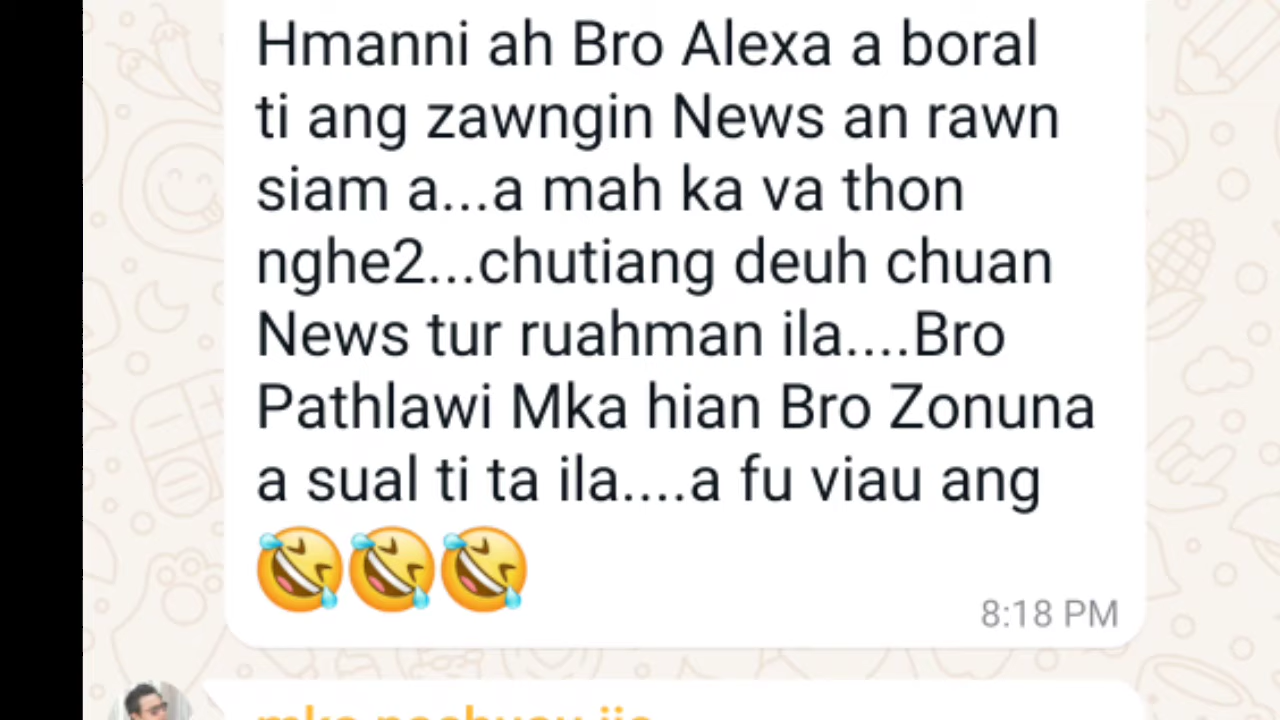 Hmanni ah Bro Alexa a boral
ti ang zawngin News an rawn
siam a...a mah ka va thon
nghe2...chutiang deuh chuan
News tur ruahman ila....Bro
Pathlawi Mka hian Bro Zonuna
a sual ti ta ila....a fu viau ang
🤣🤣🤣
8:18 PM